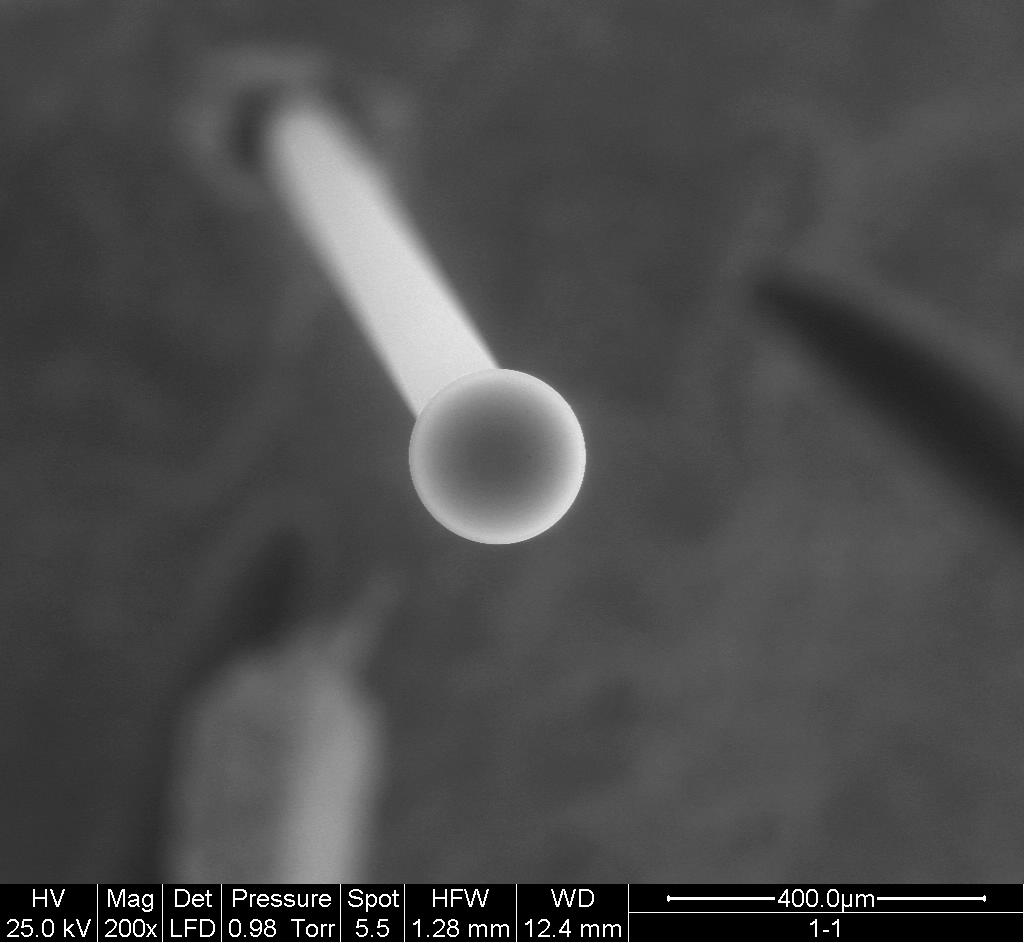 HV Mag Det Pressure Spot HFW WD 400.0µm
25.0 kV 200x LFD 0.98 Torr 5.5 1.28 mm 12.4 mm 1-1